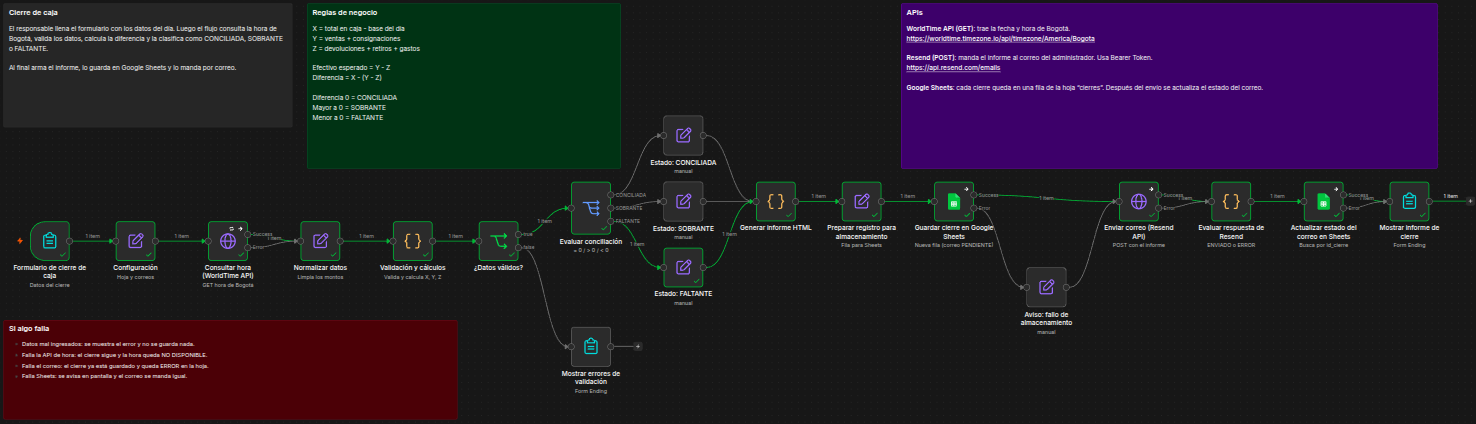 Cierre de caja
El responsable llena el formulario con los datos del día. Luego el flujo consulta la hora de
Bogotá, valida los datos, calcula la diferencia y la clasifica como CONCILIADA, SOBRANTE
o FALTANTE.
Al final arma el informe, lo guarda en Google Sheets y lo manda por correo.
Reglas de negocio
X = total en caja - base del día
Y = ventas + consignaciones
Z = devoluciones + retiros + gastos
Efectivo esperado = Y - Z
Diferencia = X - (Y - Z)
Diferencia 0 = CONCILIADA
Mayor a 0 = SOBRANTE
Menor a 0 = FALTANTE
APIs
WorldTime API (GET): trae la fecha y hora de Bogotá.
https://worldtime.timezone.io/api/timezone/America/Bogota
Resend (POST): manda el informe al correo del administrador. Usa Bearer Token.
https://api.resend.com/emails
Google Sheets: cada cierre queda en una fila de la hoja "cierres". Después del envío se actualiza el estado del correo.
Formulario de cierre de
caja
Datos del cierre
1 item
Configuración
Hoja y correos
1 item
Consultar hora
(WorldTime API)
GET hora de Bogotá
Success
Error
1 item
Normalizar datos
Limpia los montos
1 item
Validación y cálculos
Valida y calcula X, Y, Z
1 item
¿Datos válidos?
true
false
1 item
Evaluar conciliación
= 0 / > 0 / < 0
CONCILIADA
SOBRANTE
FALTANTE
1 item
Estado: CONCILIADA
manual
Estado: SOBRANTE
manual
Estado: FALTANTE
manual
1 item
Generar informe HTML
1 item
Preparar registro para
almacenamiento
Fila para Sheets
1 item
Guardar cierre en Google
Sheets
Nueva fila (correo PENDIENTE)
Success
Error
1 item
Aviso: fallo de
almacenamiento
manual
Enviar correo (Resend
API)
POST con el informe
Success
Error
1 item
Evaluar respuesta de
Resend
ENVIADO o ERROR
1 item
Actualizar estado del
correo en Sheets
Busca por id_cierre
Success
Error
1 item
Mostrar informe de
cierre
Form Ending
1 item
Mostrar errores de
validación
Form Ending
Si algo falla
Datos mal ingresados: se muestra el error y no se guarda nada.
Falla la API de hora: el cierre sigue y la hora queda NO DISPONIBLE.
Falla el correo: el cierre ya está guardado y queda ERROR en la hoja.
Falla Sheets: se avisa en pantalla y el correo se manda igual.